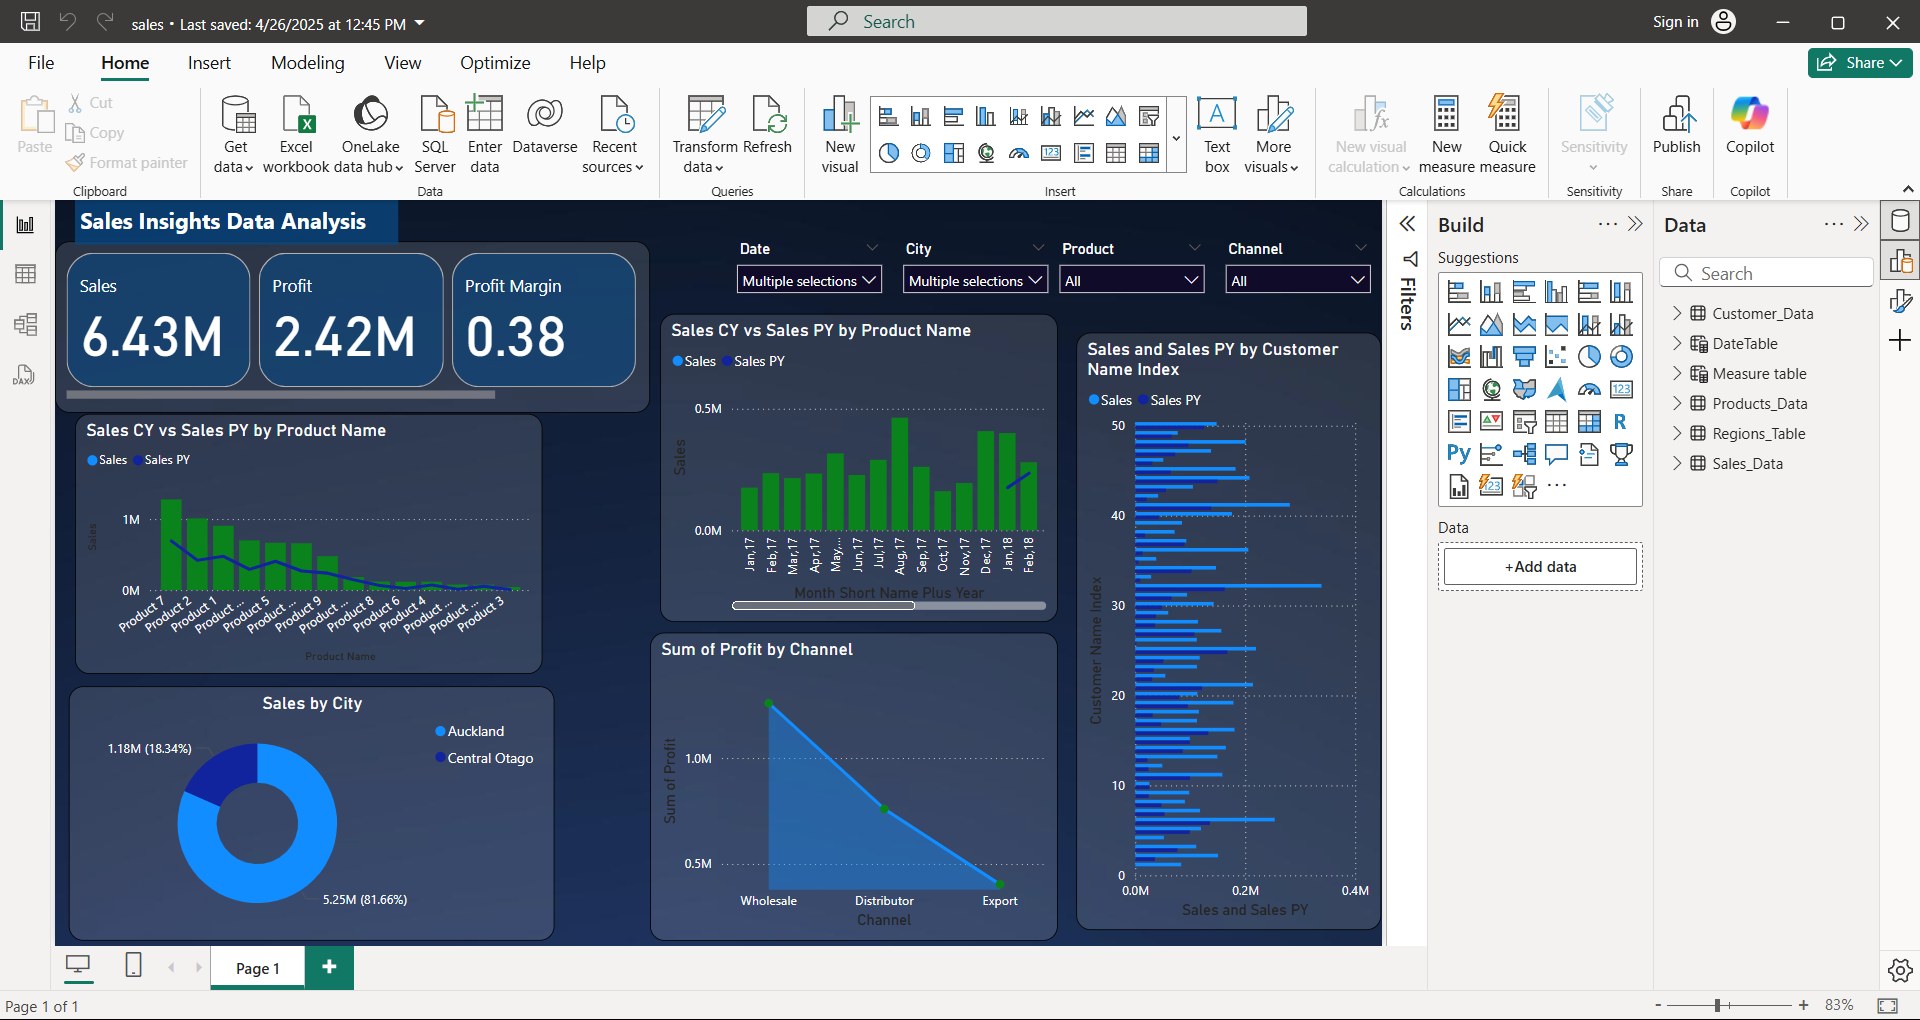 sales • Last saved: 4/26/2025 at 12:45 PM
Search
Sign in
File
Home
Insert
Modeling
View
Optimize
Help
Share
Paste
Cut
Copy
Format painter
Clipboard
Get data
Excel workbook
OneLake data hub
SQL Server
Enter data
Dataverse
Recent sources
Data
Transform data
Refresh
Queries
New visual
Text box
More visuals
Insert
New visual calculation
New measure
Quick measure
Calculations
Sensitivity
Sensitivity
Publish
Share
Copilot
Copilot
Sales Insights Data Analysis
Sales
6.43M
Profit
2.42M
Profit Margin
0.38
Date
Multiple selections
City
Multiple selections
Product
All
Channel
All
Sales CY vs Sales PY by Product Name
Sales
Sales PY
Sales
1M
0M
Product 7
Product 2
Product 1
Product ...
Product 5
Product ...
Product 9
Product ...
Product 8
Product 6
Product 4
Product ...
Product ...
Product 3
Product Name
Sales CY vs Sales PY by Product Name
Sales
Sales PY
Sales
0.5M
0.0M
Jan,17
Feb,17
Mar,17
Apr,17
May,...
Jun,17
Jul,17
Aug,17
Sep,17
Oct,17
Nov,17
Dec,17
Jan,18
Feb,18
Month Short Name Plus Year
Sales and Sales PY by Customer
Name Index
Sales
Sales PY
Customer Name Index
50
40
30
20
10
0
0.0M
0.2M
0.4M
Sales and Sales PY
Sales by City
Auckland
Central Otago
1.18M (18.34%)
5.25M (81.66%)
Sum of Profit by Channel
Sum of Profit
1.0M
0.5M
Wholesale
Distributor
Export
Channel
Filters
Build
Suggestions
Py
R
123
Data
+Add data
Data
Search
Customer_Data
DateTable
Measure table
Products_Data
Regions_Table
Sales_Data
DAX
Page 1
Page 1 of 1
83%